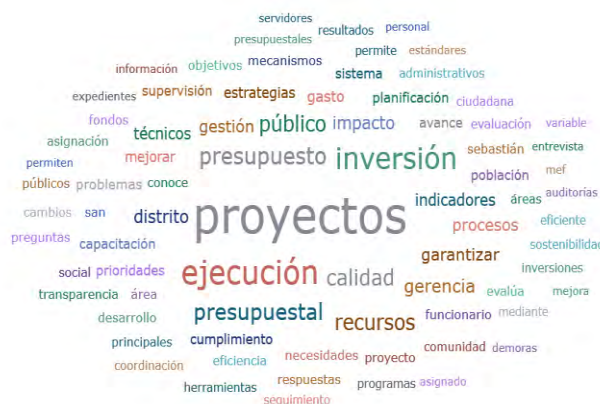 servidores
presupuestales resultados personal
información objetivos mecanismos permite estándares
sistema administrativos
expedientes supervisión estrategias gasto planificación ciudadana
fondos técnicos gestión público impacto avance evaluación variable
asignación
permiten mejorar presupuesto inversión sebastián entrevista
población mef
públicos problemas conoce indicadores áreas auditorías
cambios san distrito proyectos procesos eficiente
preguntas capacitación garantizar sostenibilidad
social prioridades ejecución calidad gerencia evalúa inversiones
transparencia área mejora
desarrollo presupuestal recursos funcionario mediante
principales cumplimiento
coordinación eficiencia necesidades proyecto comunidad demoras
herramientas respuestas programas asignado
seguimiento